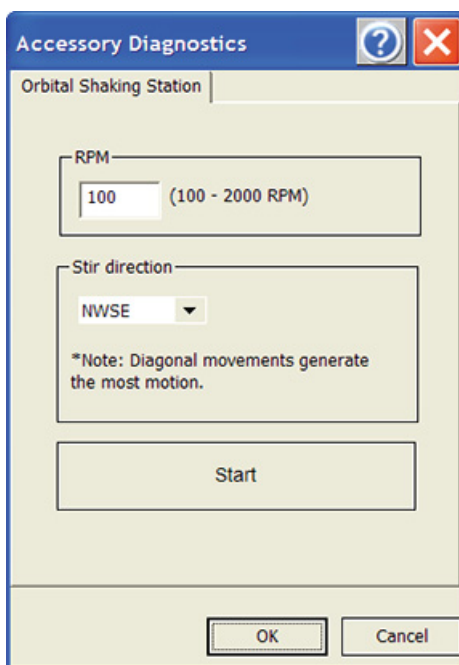 Accessory Diagnostics
Orbital Shaking Station
RPM
100 (100 - 2000 RPM)
Stir direction
NWSE
*Note: Diagonal movements generate
the most motion.
Start
OK Cancel